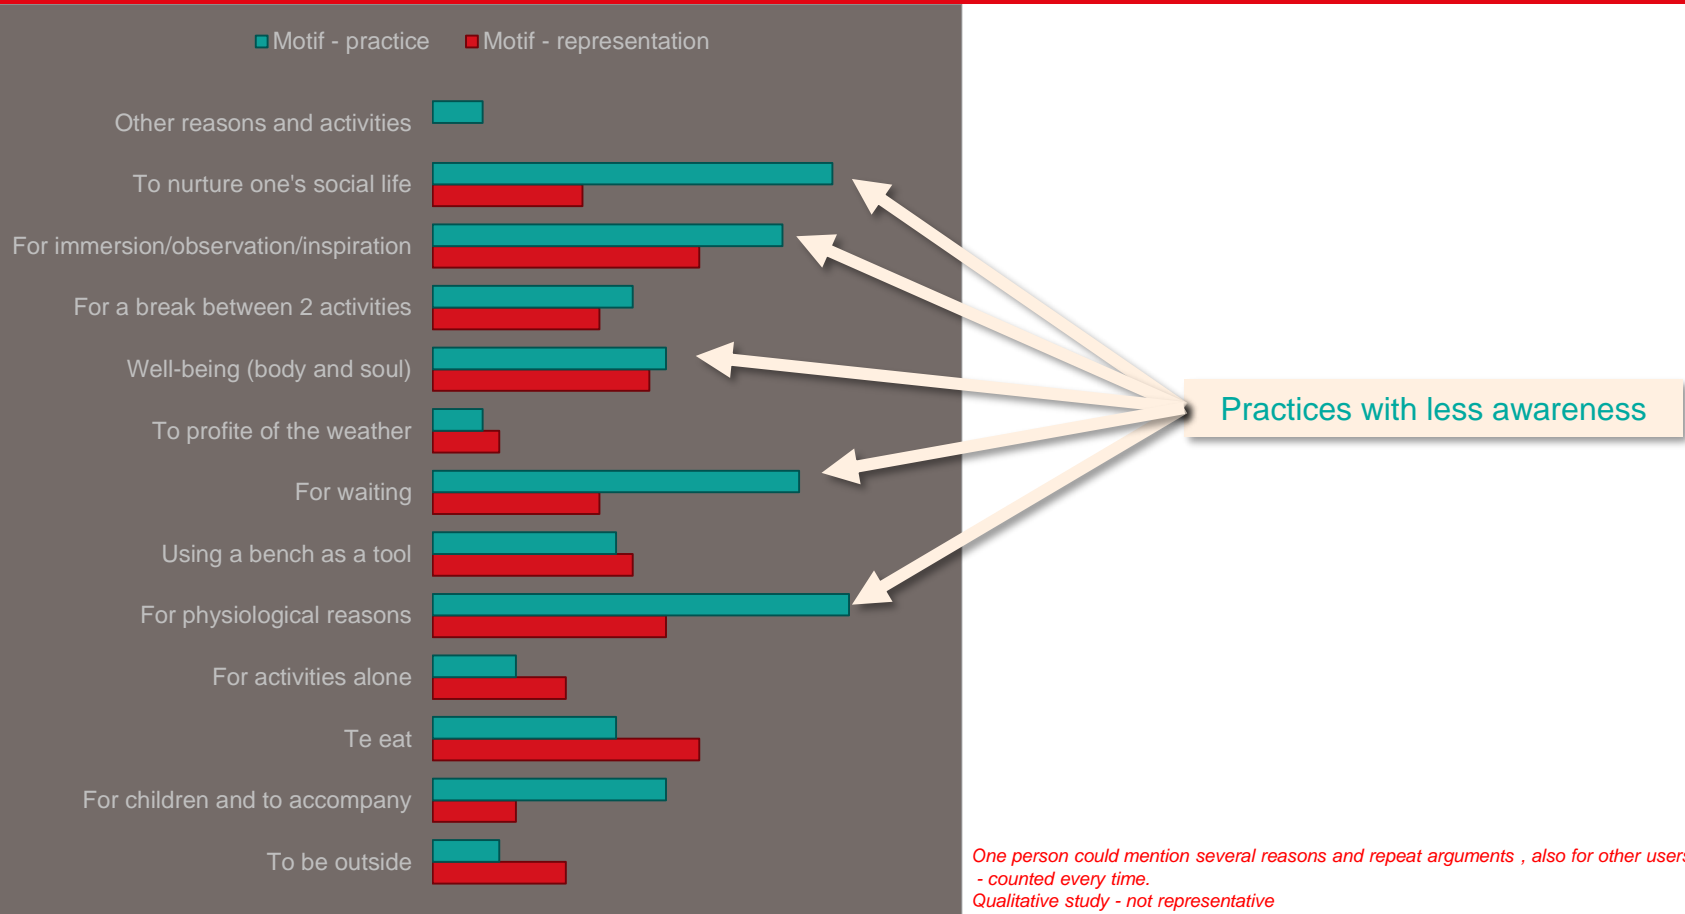 Motif - practice
Motif - representation
Other reasons and activities
To nurture one's social life
For immersion/observation/inspiration
For a break between 2 activities
Well-being (body and soul)
To profite of the weather
For waiting
Using a bench as a tool
For physiological reasons
For activities alone
Te eat
For children and to accompany
To be outside
Practices with less awareness
One person could mention several reasons and repeat arguments , also for other users
- counted every time.
Qualitative study - not representative